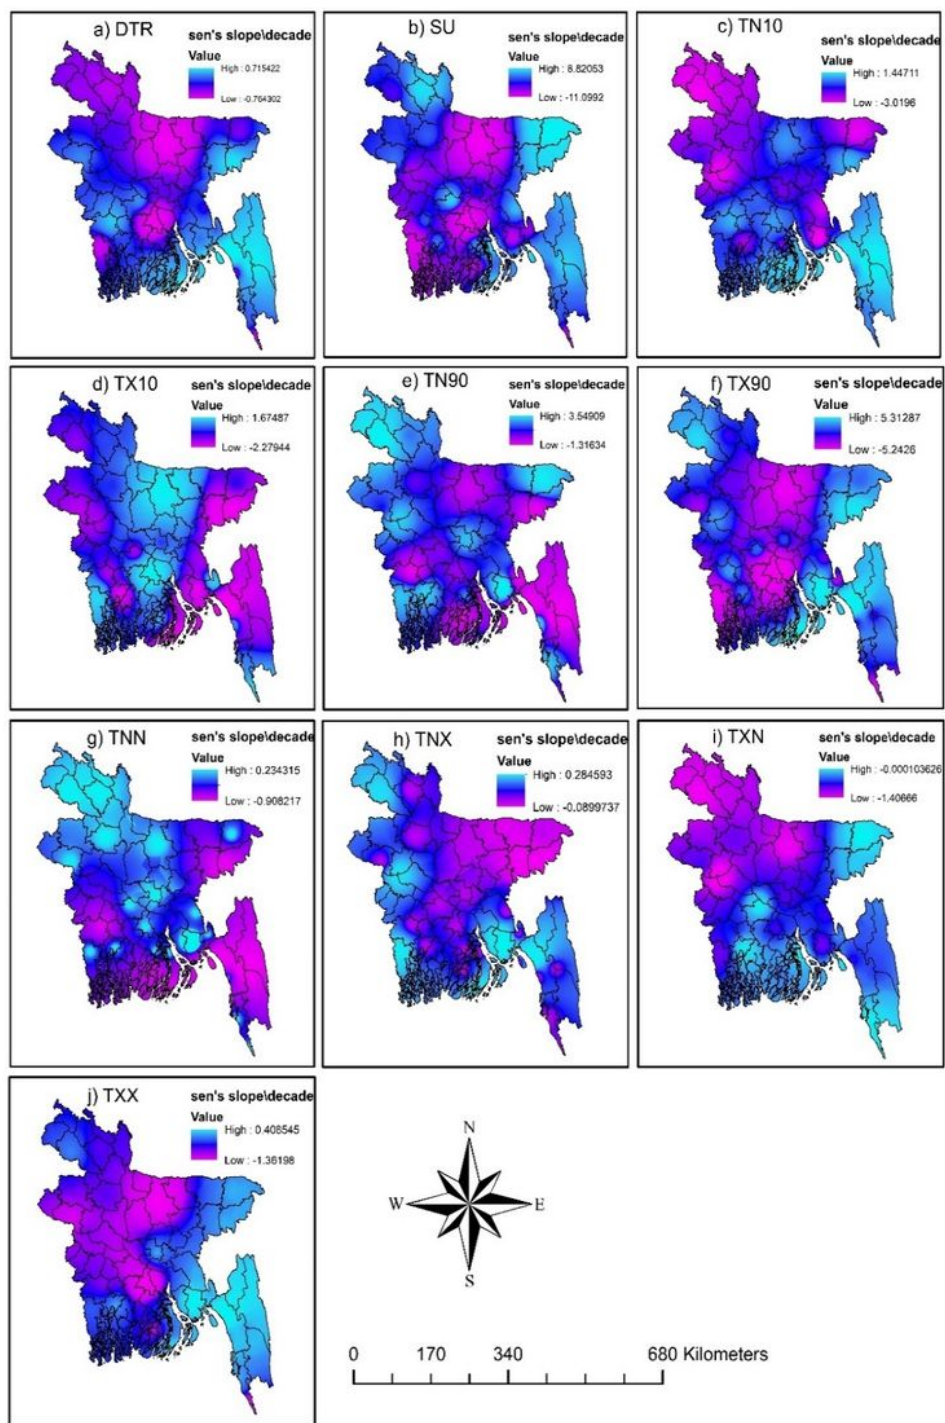 a) DTR
sen's slope\decade
Value
High : 0.715422
Low : -0.764302
b) SU
sen's slope\decade
Value
High : 8.82053
Low : -11.0992
c) TN10
sen's slope\decade
Value
High : 1.44711
Low : -3.0196
d) TX10
sen's slope\decade
Value
High : 1.67487
Low : -2.27944
e) TN90
sen's slope\decade
Value
High : 3.54909
Low : -1.31634
f) TX90
sen's slope\decade
Value
High : 5.31287
Low : -5.2426
g) TNN
sen's slope\decade
Value
High : 0.234315
Low : -0.908217
h) TNX
sen's slope\decade
Value
High : 0.284593
Low : -0.0899737
i) TXN
sen's slope\decade
Value
High : -0.000103626
Low : -1.40666
j) TXX
sen's slope\decade
Value
High : 0.408545
Low : -1.36198
N
W
E
S
0 170 340 680 Kilometers